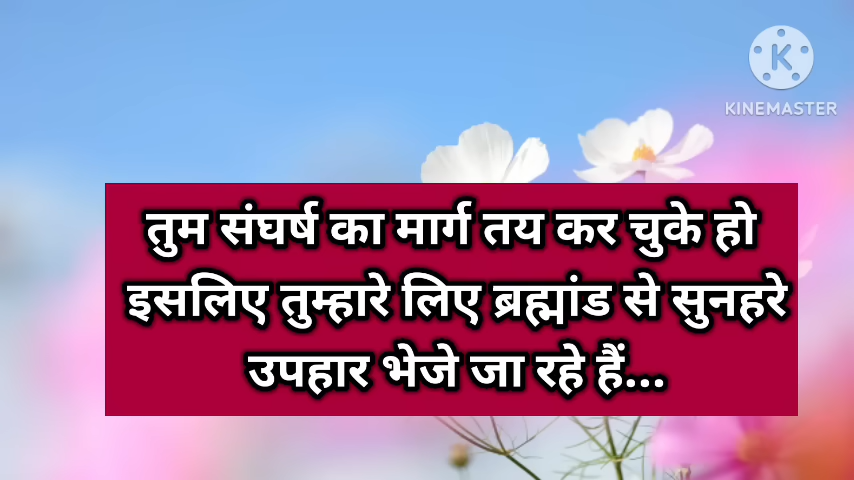 KINEMASTER
तुम संघर्ष का मार्ग तय कर चुके हो
इसलिए तुम्हारे लिए ब्रह्मांड से सुनहरे
उपहार भेजे जा रहे हैं...